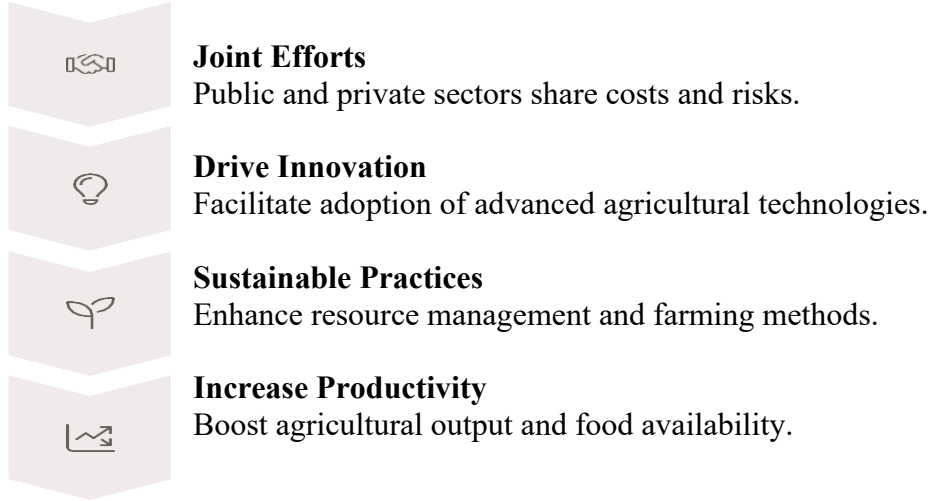 Joint Efforts
Public and private sectors share costs and risks.
Drive Innovation
Facilitate adoption of advanced agricultural technologies.
Sustainable Practices
Enhance resource management and farming methods.
Increase Productivity
Boost agricultural output and food availability.